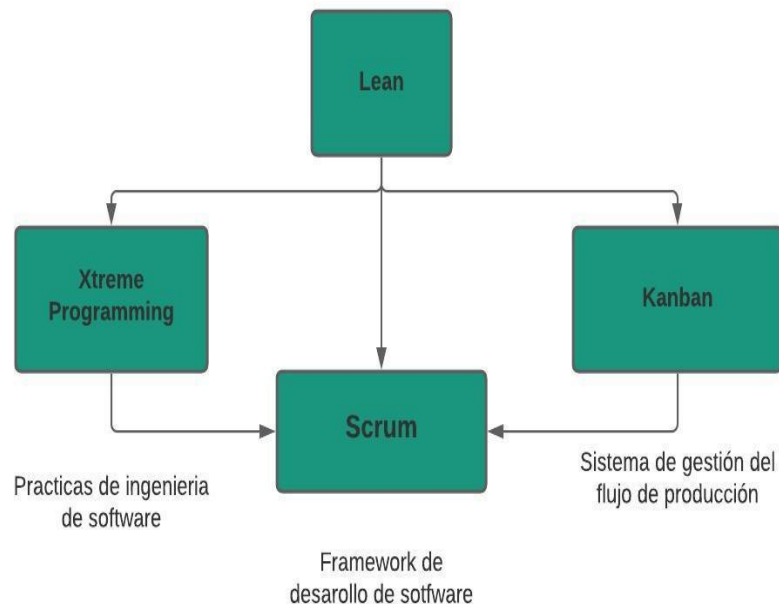 Lean
Xtreme
Programming
Kanban
Scrum
Practicas de ingenieria
de software
Sistema de gestión del
flujo de producción
Framework de
desarollo de sotfware